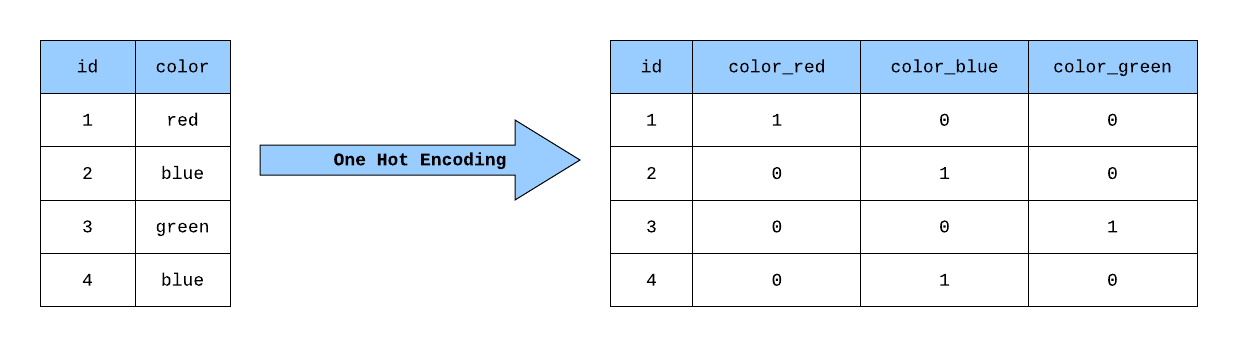 id color
1 red
2 blue
3 green
4 blue
One Hot Encoding
id color_red color_blue color_green
1 1 0 0
2 0 1 0
3 0 0 1
4 0 1 0